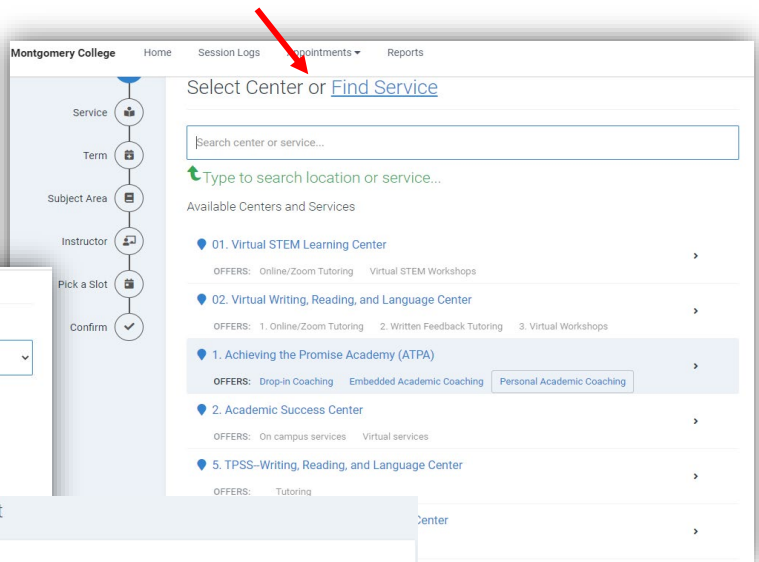 Montgomery College Home Session Logs Appointments Reports
Select Center or Find Service
Service
Search center or service...
Term
Type to search location or service...
Subject Area
Available Centers and Services
Instructor
01. Virtual STEM Learning Center
OFFERS: Online/Zoom Tutoring Virtual STEM Workshops
Pick a Slot
02. Virtual Writing, Reading, and Language Center
Confirm
OFFERS: 1. Online/Zoom Tutoring 2. Written Feedback Tutoring 3. Virtual Workshops
1. Achieving the Promise Academy (ATPA)
OFFERS: Drop-in Coaching Embedded Academic Coaching Personal Academic Coaching
2. Academic Success Center
OFFERS: On campus services Virtual services
5. TPSS–Writing, Reading, and Language Center
OFFERS: Tutoring
Center